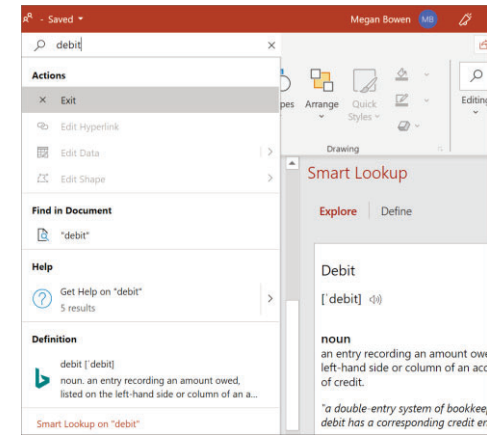 - Saved
Megan Bowen MB
debit
Actions
Exit
Edit Hyperlink
Edit Data
Edit Shape
Find in Document
"debit"
Help
Get Help on "debit"
5 results
Definition
debit [ˈdebit]
noun. an entry recording an amount owed,
listed on the left-hand side or column of an a...
Smart Lookup on "debit"
pes
Arrange
Quick
Styles
Editing
Drawing
Smart Lookup
Explore
Define
Debit
[ˈdebit]
noun
an entry recording an amount owe
left-hand side or column of an acc
of credit.
"a double-entry system of bookkeep
debit has a corresponding credit en